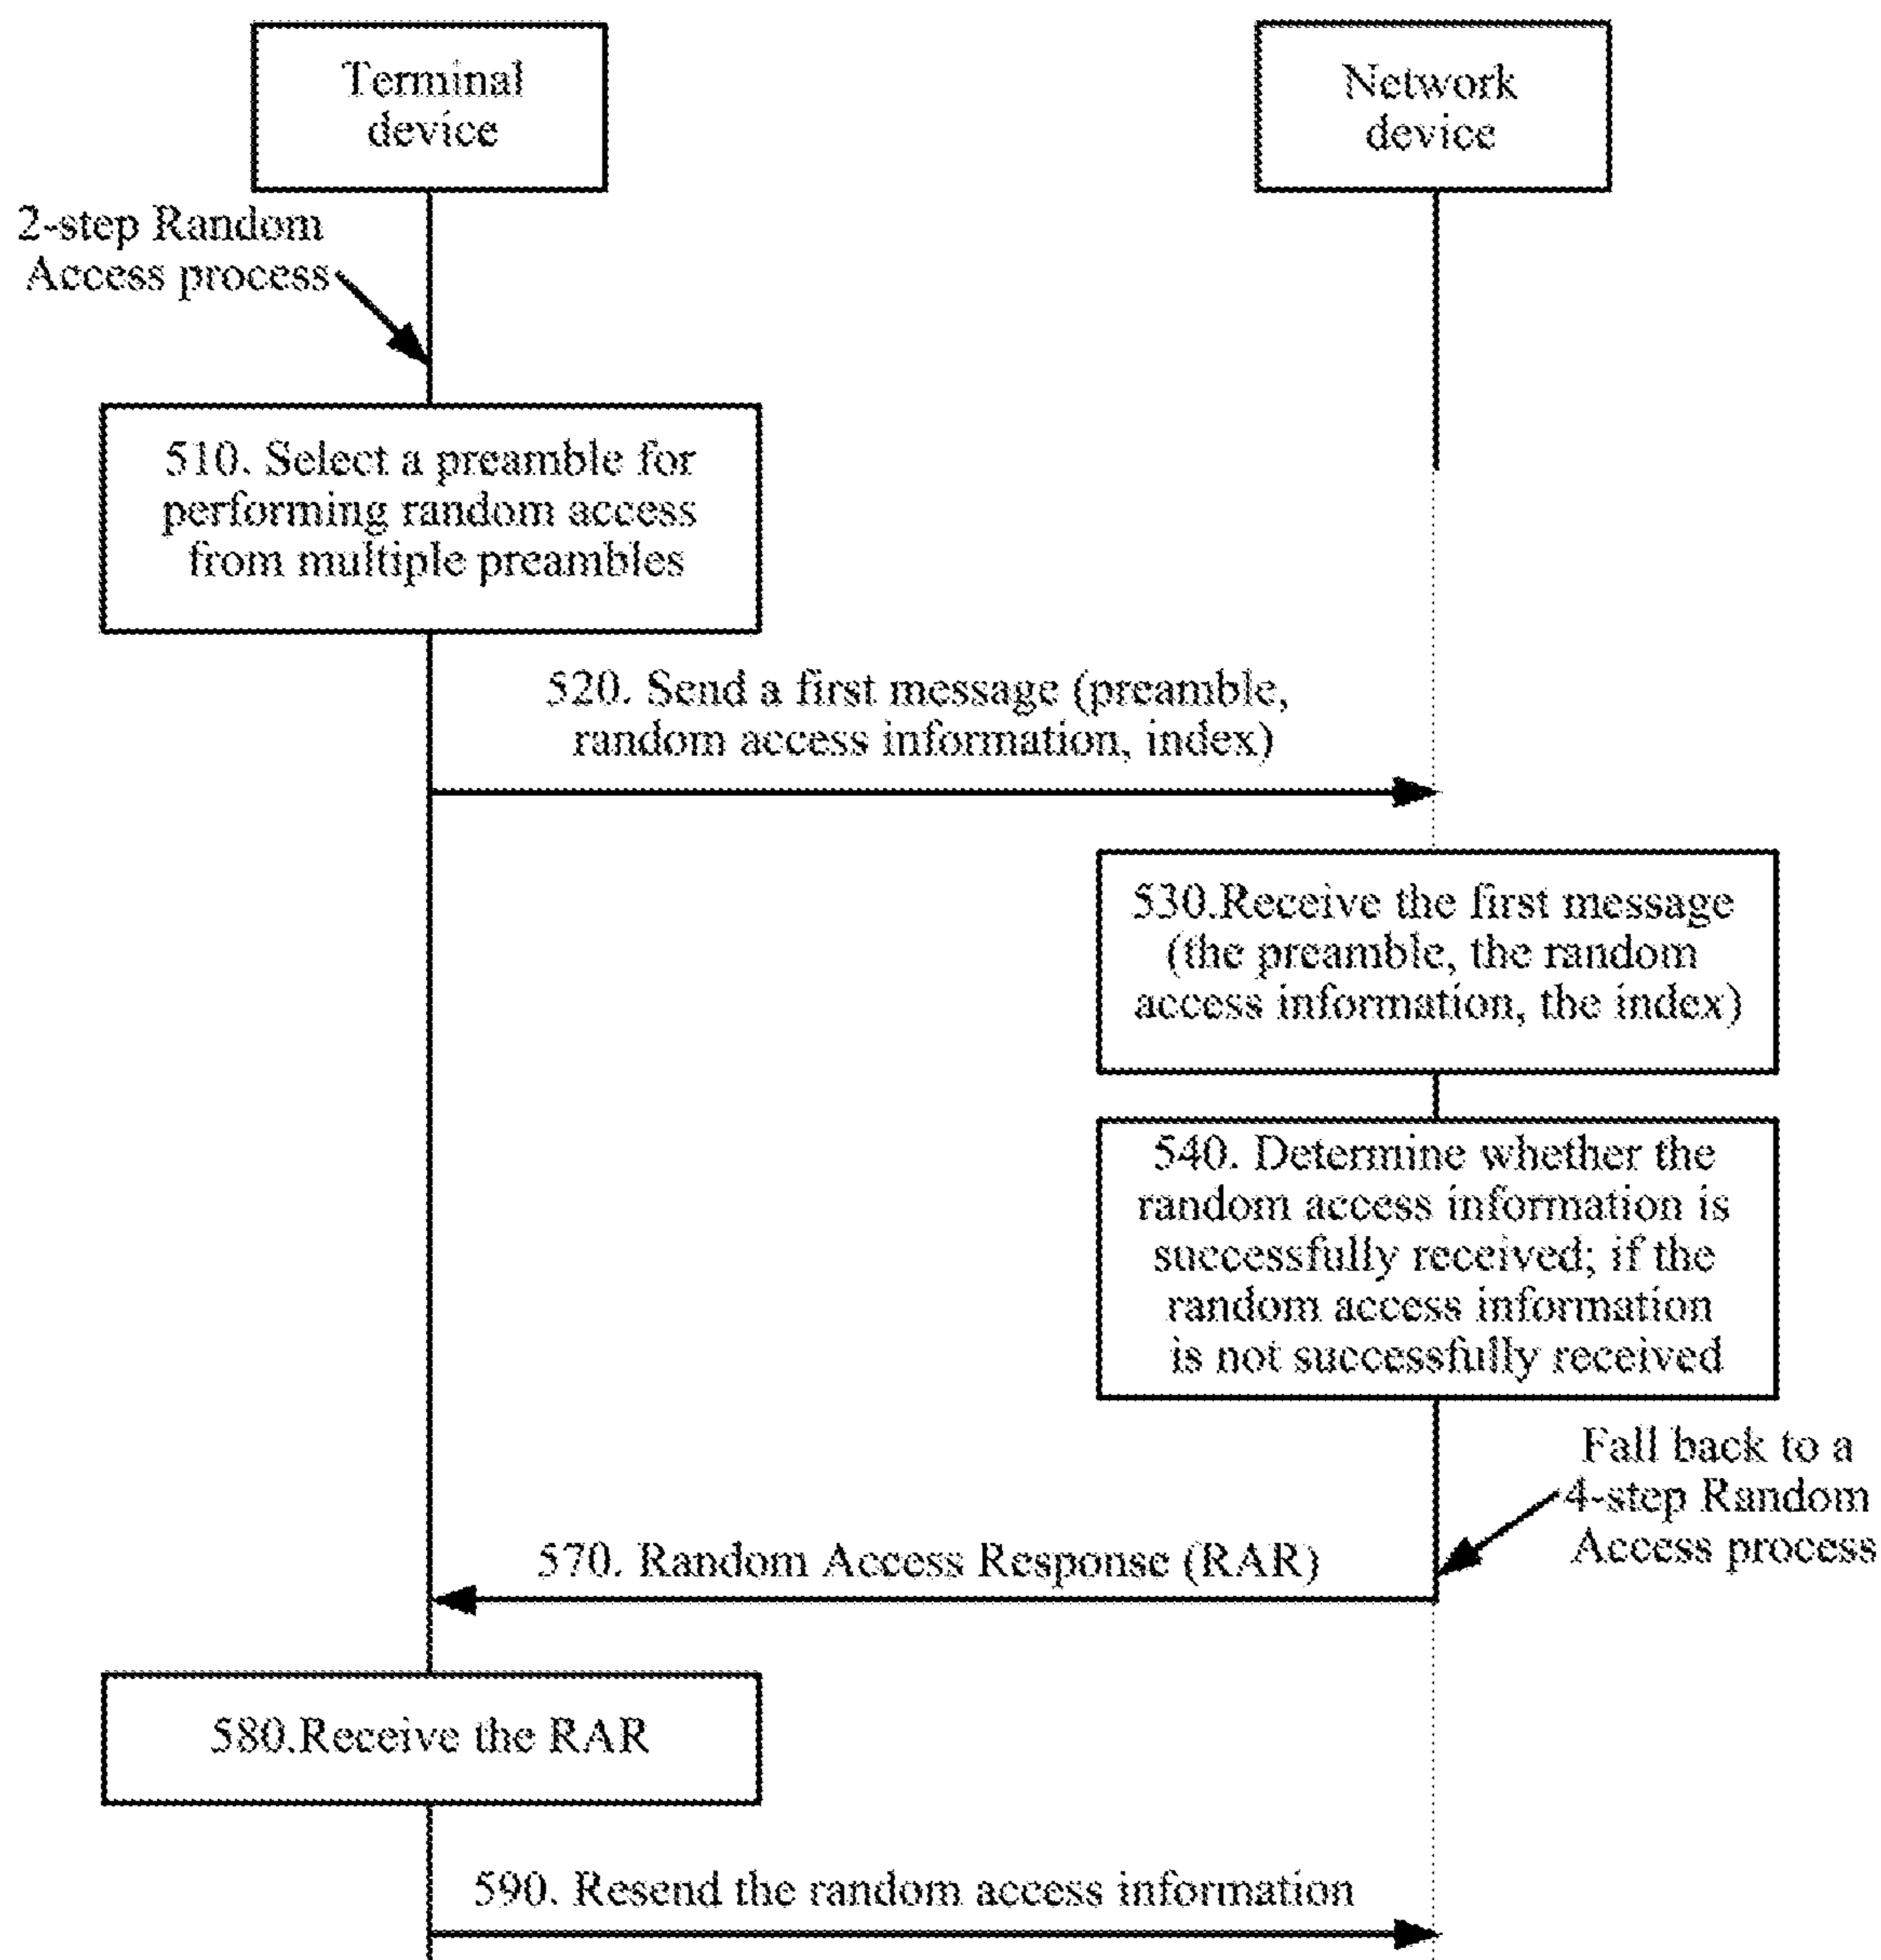 Terminal
device
Network
device
2-step Random
Access process
510. Select a preamble for
performing random access
from multiple preambles
520. Send a first message (preamble,
random access information, index)
530.Receive the first message
(the preamble, the random
access information, the index)
540. Determine whether the
random access information is
successfully received; if the
random access information
is not successfully received
Fall back to a
4-step Random
Access process
570. Random Access Response (RAR)
580.Receive the RAR
590. Resend the random access information